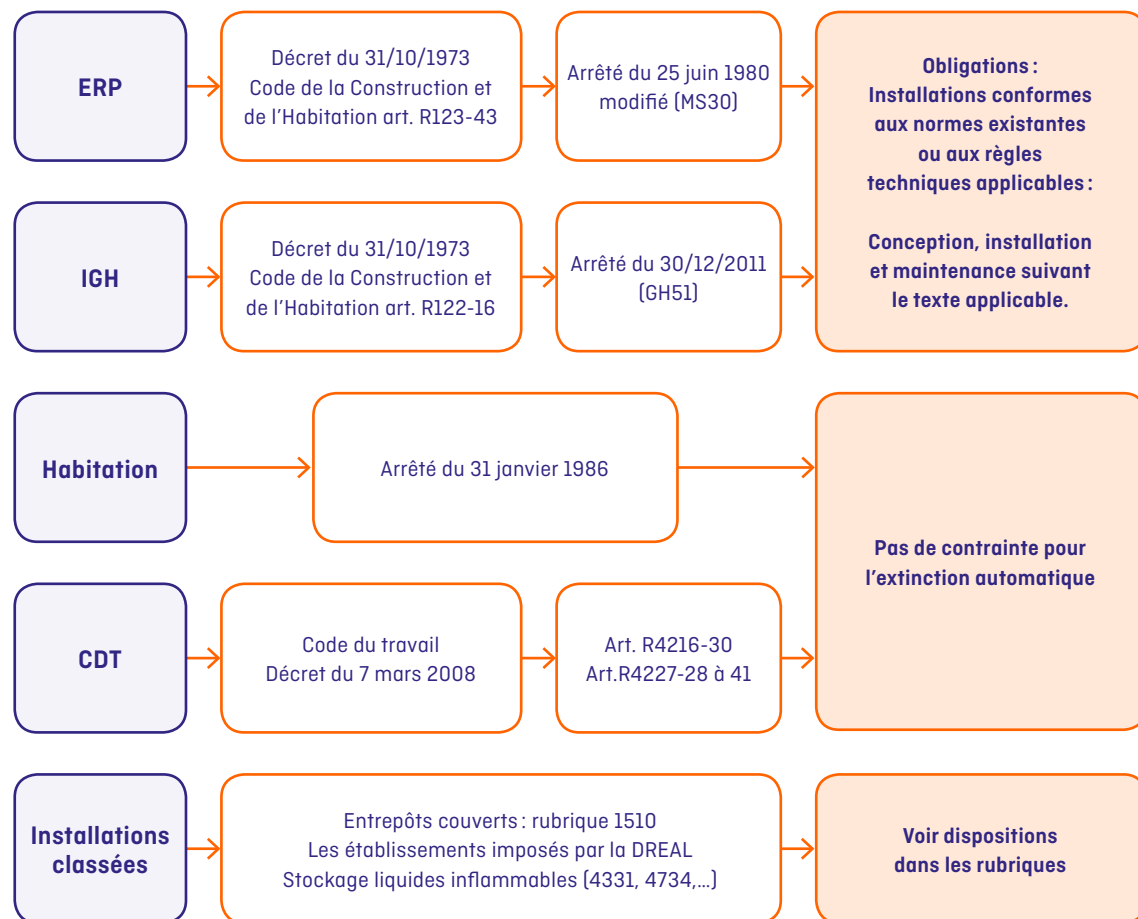 ERP
Décret du 31/10/1973
Code de la Construction et
de l'Habitation art. R123-43
Arrêté du 25 juin 1980
modifié (MS30)
Obligations :
Installations conformes
aux normes existantes
ou aux règles
techniques applicables :
Conception, installation
et maintenance suivant
le texte applicable.
IGH
Décret du 31/10/1973
Code de la Construction et
de l'Habitation art. R122-16
Arrêté du 30/12/2011
(GH51)
Habitation
Arrêté du 31 janvier 1986
Pas de contrainte pour
l'extinction automatique
CDT
Code du travail
Décret du 7 mars 2008
Art. R4216-30
Art.R4227-28 à 41
Installations
classées
Entrepôts couverts : rubrique 1510
Les établissements imposés par la DREAL
Stockage liquides inflammables (4331, 4734,...)
Voir dispositions
dans les rubriques